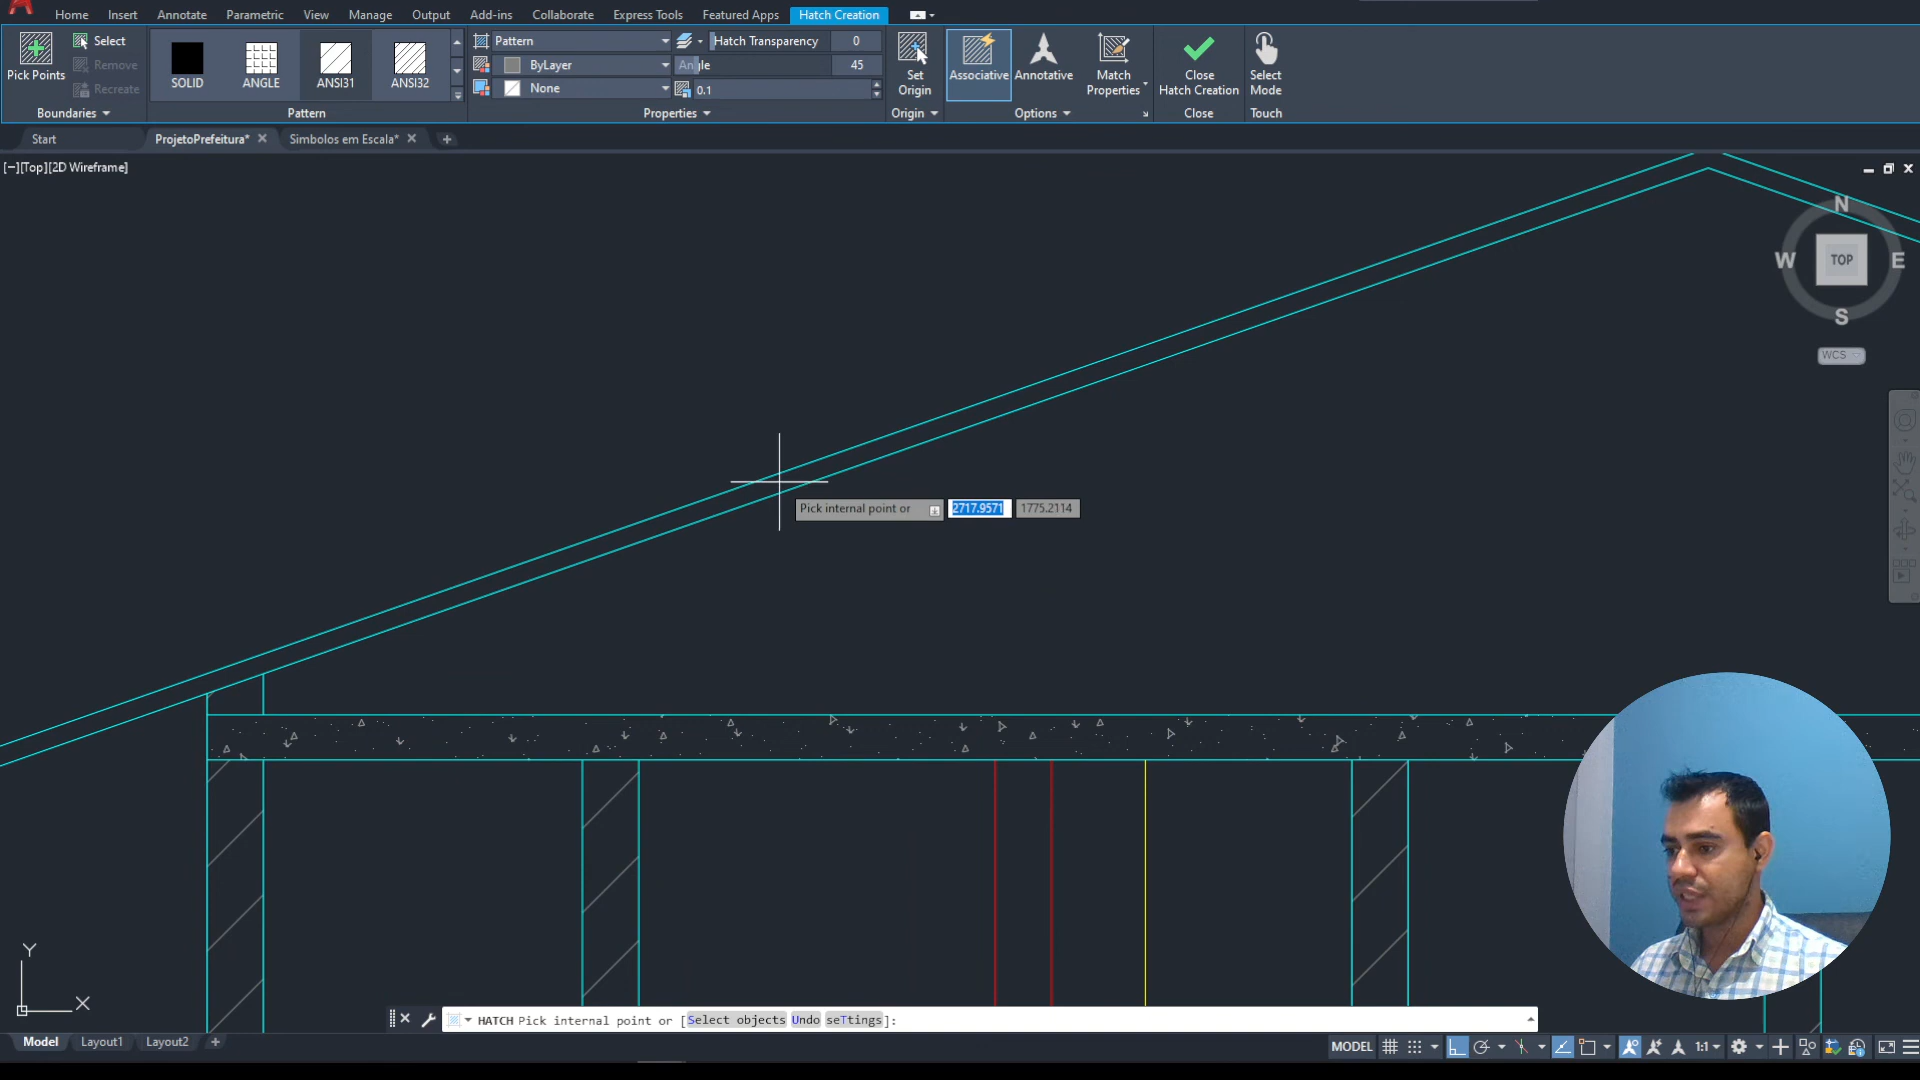 Home Insert Annotate Parametric View Manage Output Add-ins Collaborate Express Tools Featured Apps Hatch Creation
Pick Points
Select
Remove
Recreate
Boundaries
SOLID ANGLE ANSI31 ANSI32
Pattern
Pattern
ByLayer
None
Hatch Transparency 0
Angle 45
0.1
Properties
Set
Origin
Origin
Associative Annotative Match
Properties
Options
Close
Hatch Creation
Close
Select
Mode
Touch
Start ProjetoPrefeitura* Simbolos em Escala*
[−][Top][2D Wireframe]
N
W TOP E
S
WCS
Pick internal point or 2717.9571 1775.2114
Y
X
HATCH Pick internal point or [Select objects Undo seTtings]:
Model Layout1 Layout2 +
MODEL 1:1